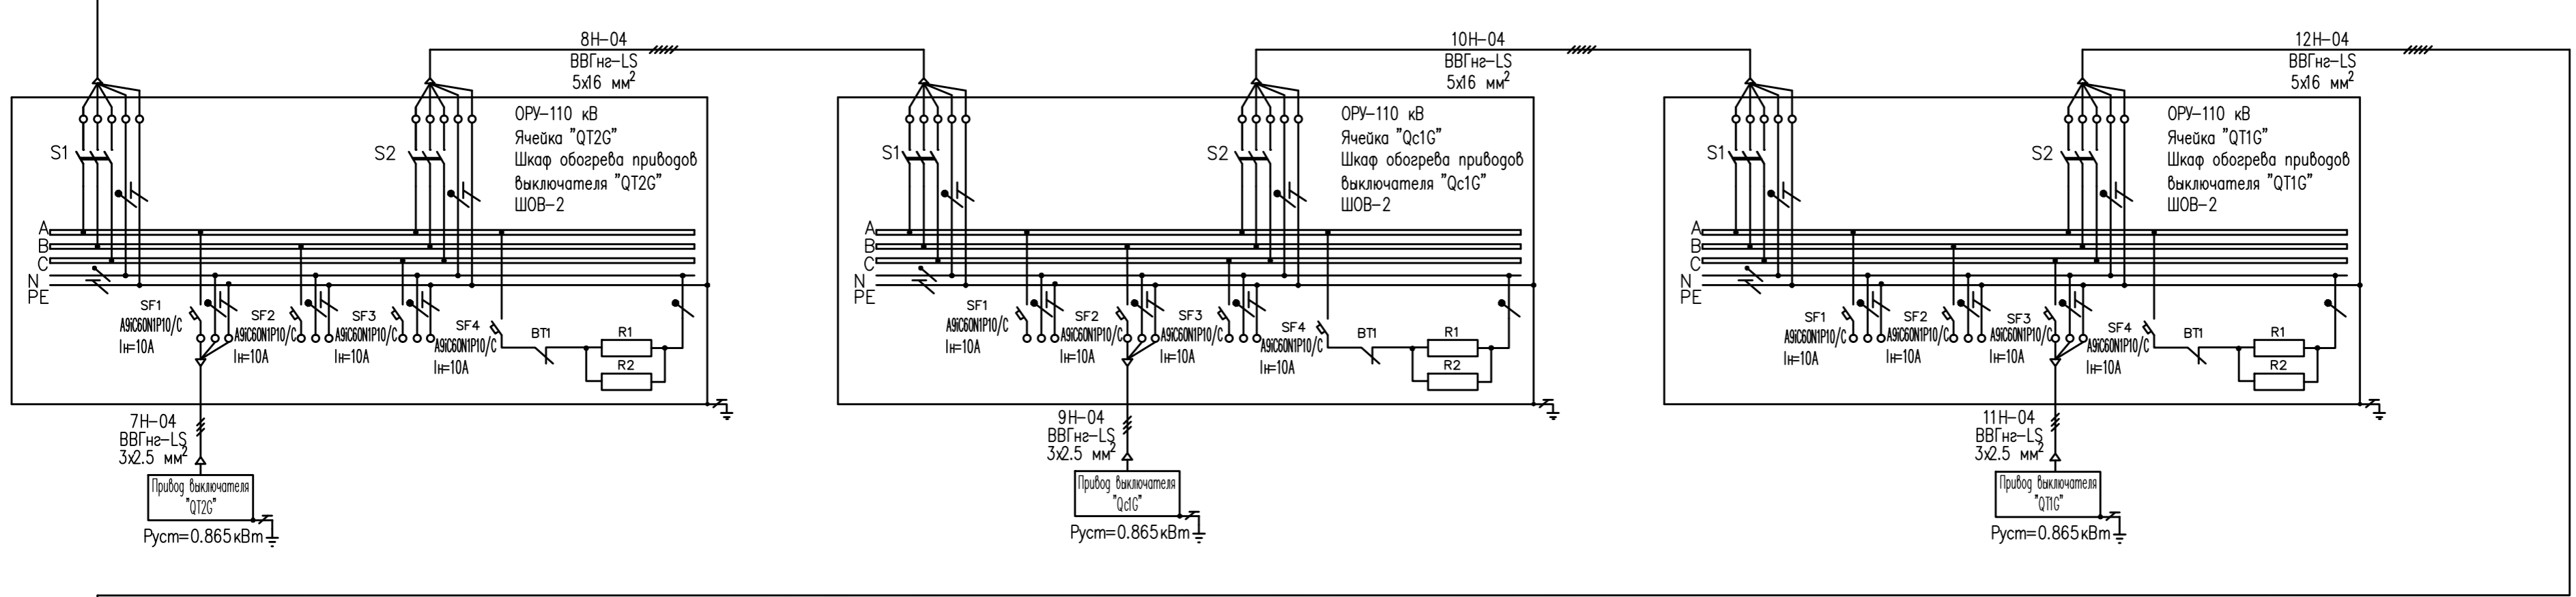 8Н-04
ВВГнг-LS
5х16 мм²
S1
S2
ОРУ-110 кВ
Ячейка "QT2G"
Шкаф обогрева приводов
выключателя "QT2G"
ШОВ-2
A
B
C
N
PE
SF1
A9iC60N1P10/C
Iн=10А
SF2
A9iC60N1P10/C
Iн=10А
SF3
A9iC60N1P10/C
Iн=10А
SF4
A9iC60N1P10/C
Iн=10А
BT1
R1
R2
7Н-04
ВВГнг-LS
3х2.5 мм²
Привод выключателя
"QT2G"
Руст=0.865кВт
10Н-04
ВВГнг-LS
5х16 мм²
S1
S2
ОРУ-110 кВ
Ячейка "Qc1G"
Шкаф обогрева приводов
выключателя "Qc1G"
ШОВ-2
A
B
C
N
PE
SF1
A9iC60N1P10/C
Iн=10А
SF2
A9iC60N1P10/C
Iн=10А
SF3
A9iC60N1P10/C
Iн=10А
SF4
A9iC60N1P10/C
Iн=10А
BT1
R1
R2
9Н-04
ВВГнг-LS
3х2.5 мм²
Привод выключателя
"Qc1G"
Руст=0.865кВт
12Н-04
ВВГнг-LS
5х16 мм²
S1
S2
ОРУ-110 кВ
Ячейка "QT1G"
Шкаф обогрева приводов
выключателя "QT1G"
ШОВ-2
A
B
C
N
PE
SF1
A9iC60N1P10/C
Iн=10А
SF2
A9iC60N1P10/C
Iн=10А
SF3
A9iC60N1P10/C
Iн=10А
SF4
A9iC60N1P10/C
Iн=10А
BT1
R1
R2
11Н-04
ВВГнг-LS
3х2.5 мм²
Привод выключателя
"QT1G"
Руст=0.865кВт